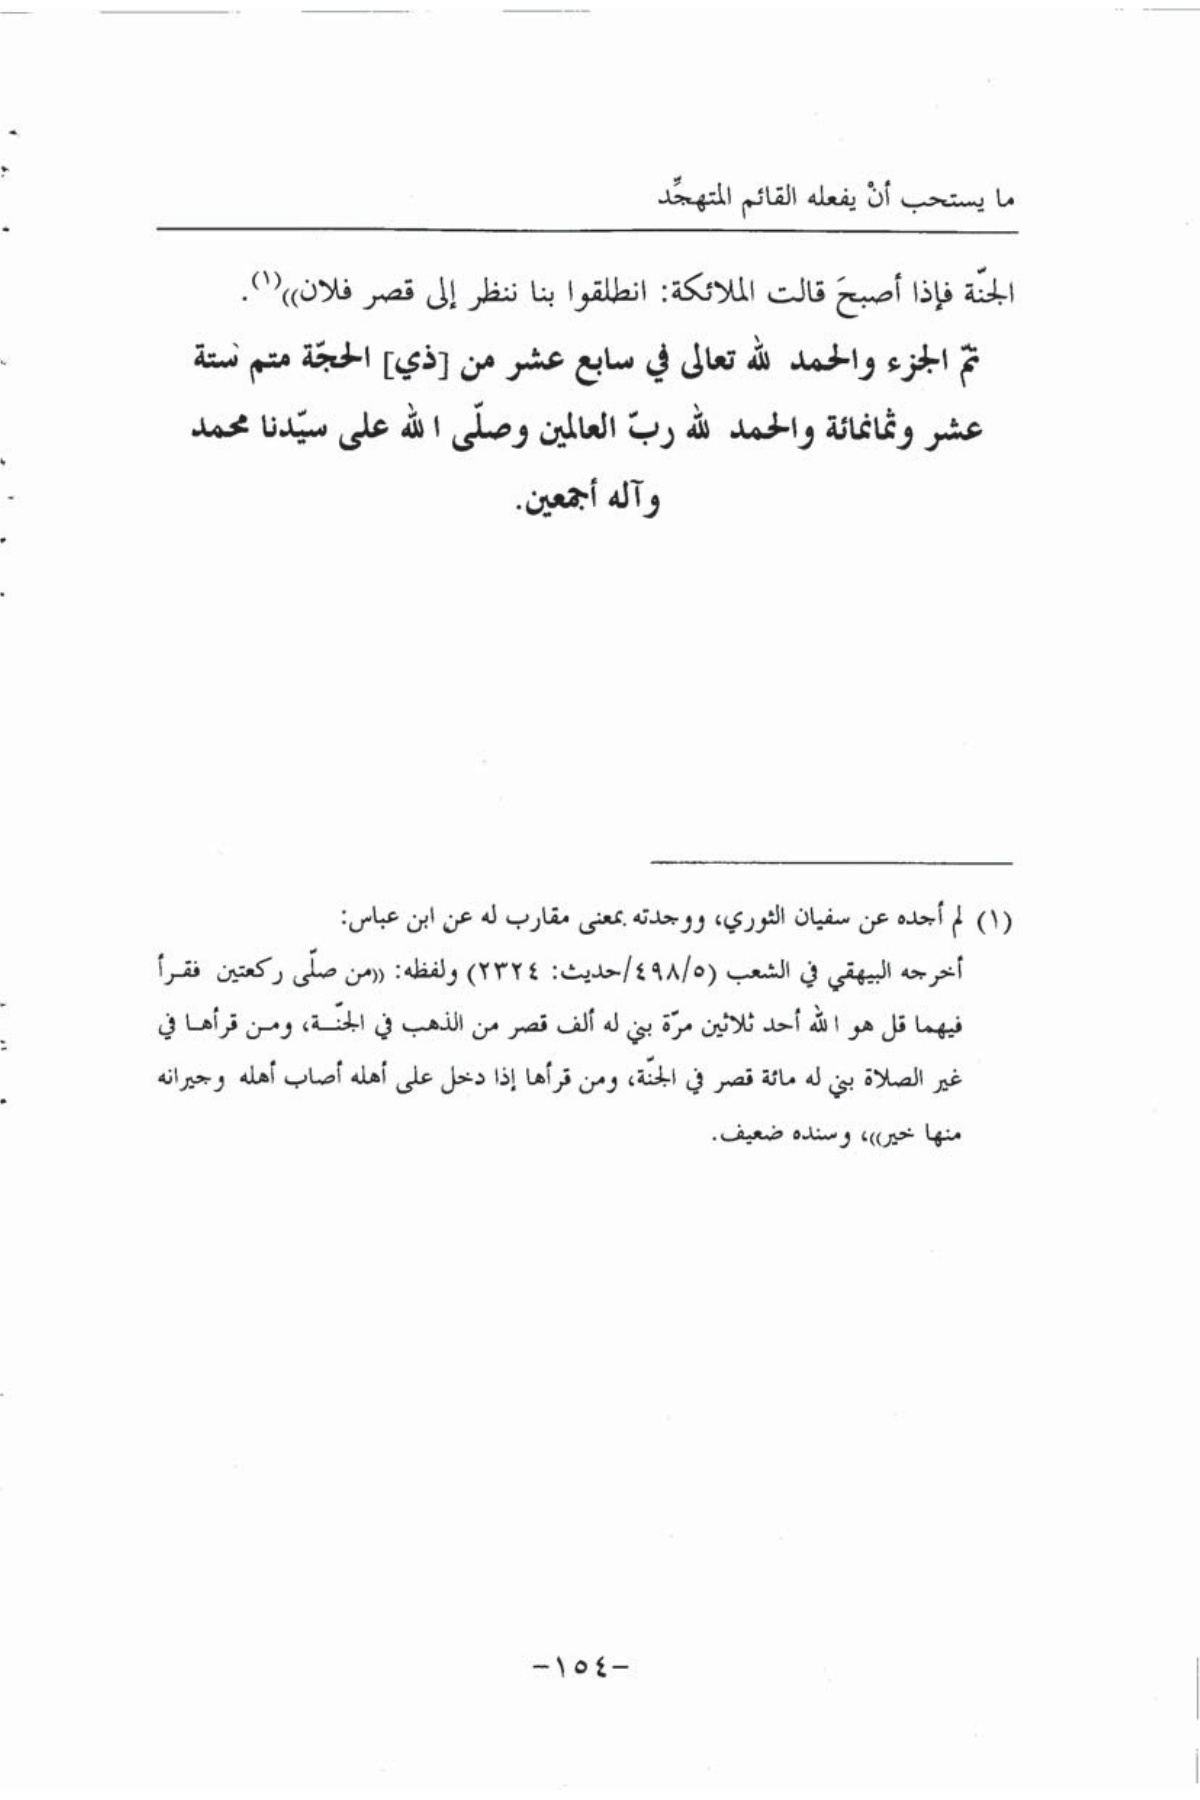 ما يستحب أنْ يفعله القائم المتهجِّد
الجنّة فإذا أصبحَ قالت الملائكة: انطلقوا بنا ننظر إلى قصر فلان))(١).
تمّ الجزء والحمد لله تعالى في سابع عشر من [ذي] الحجّة متم ستة
عشر وثمانمائة والحمد لله ربّ العالمين وصلّى الله على سيّدنا محمد
وآله أجمعين.
(١) لم أجده عن سفيان الثوري، ووجدته بمعنى مقارب له عن ابن عباس:
أخرجه البيهقي في الشعب (٤٩٨/٥/حديث: ٢٣٢٤) ولفظه: ((من صلّى ركعتين فقرأ
فيهما قل هو الله أحد ثلاثين مرّة بني له ألف قصر من الذهب في الجنّة، ومن قرأها في
غير الصلاة بني له مائة قصر في الجنّة، ومن قرأها إذا دخل على أهله أصاب أهله وجيرانه
منها خير))، وسنده ضعيف.
-١٥٤-